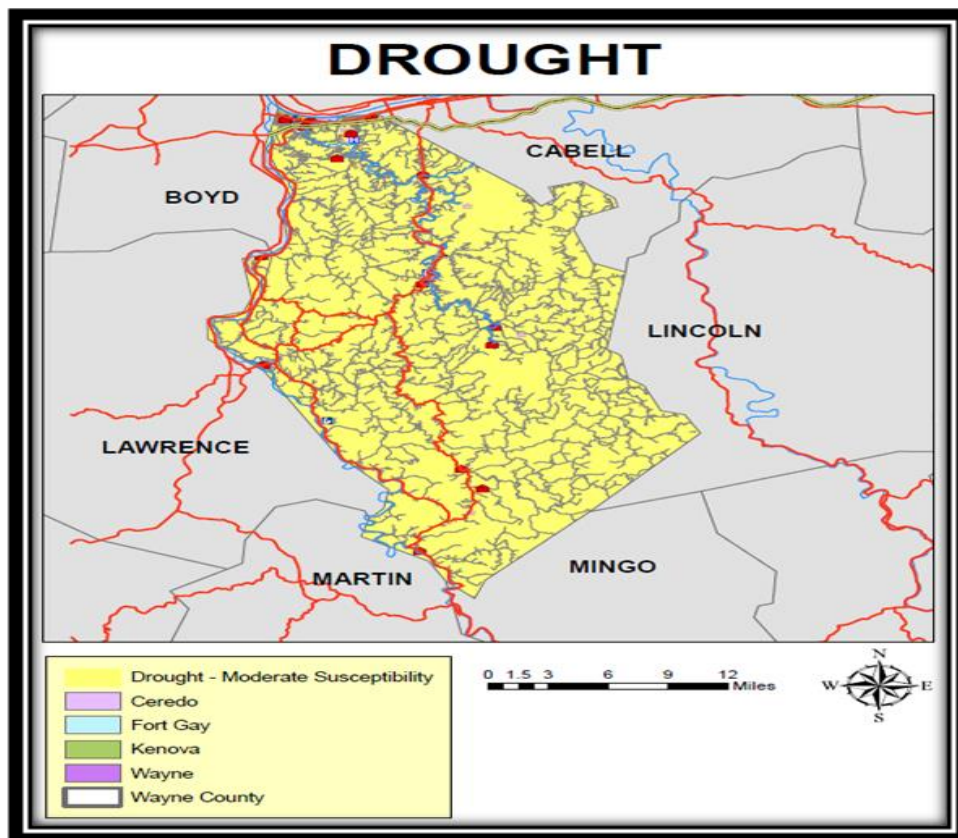 DROUGHT
CABELL
BOYD
LINCOLN
LAWRENCE
MARTIN
MINGO
Drought - Moderate Susceptibility
Ceredo
Fort Gay
Kenova
Wayne
Wayne County
0 1.5 3 6 9 12
Miles
N
W E
S